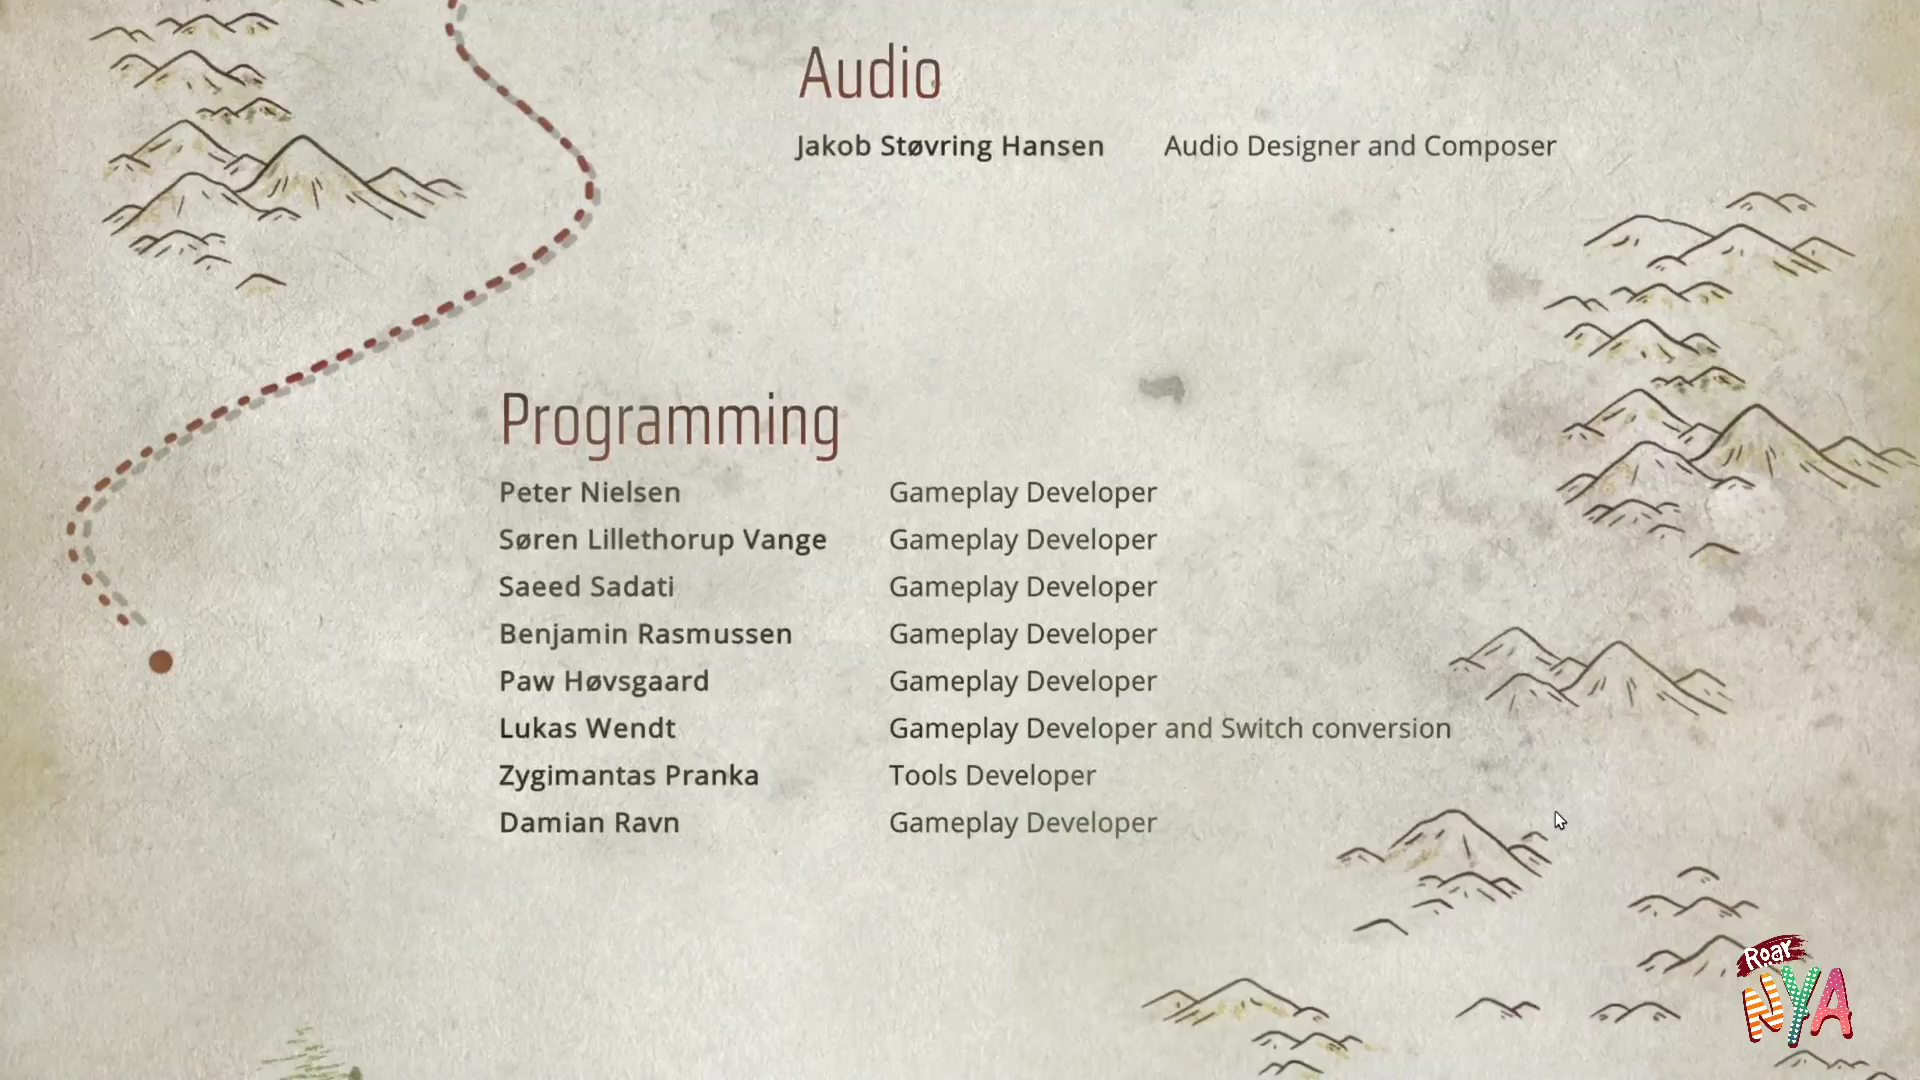 Audio
Jakob Støvring Hansen Audio Designer and Composer
Programming
Peter Nielsen Gameplay Developer
Søren Lillethorup Vange Gameplay Developer
Saeed Sadati Gameplay Developer
Benjamin Rasmussen Gameplay Developer
Paw Høvsgaard Gameplay Developer
Lukas Wendt Gameplay Developer and Switch conversion
Zygimantas Pranka Tools Developer
Damian Ravn Gameplay Developer
Roar
NYA